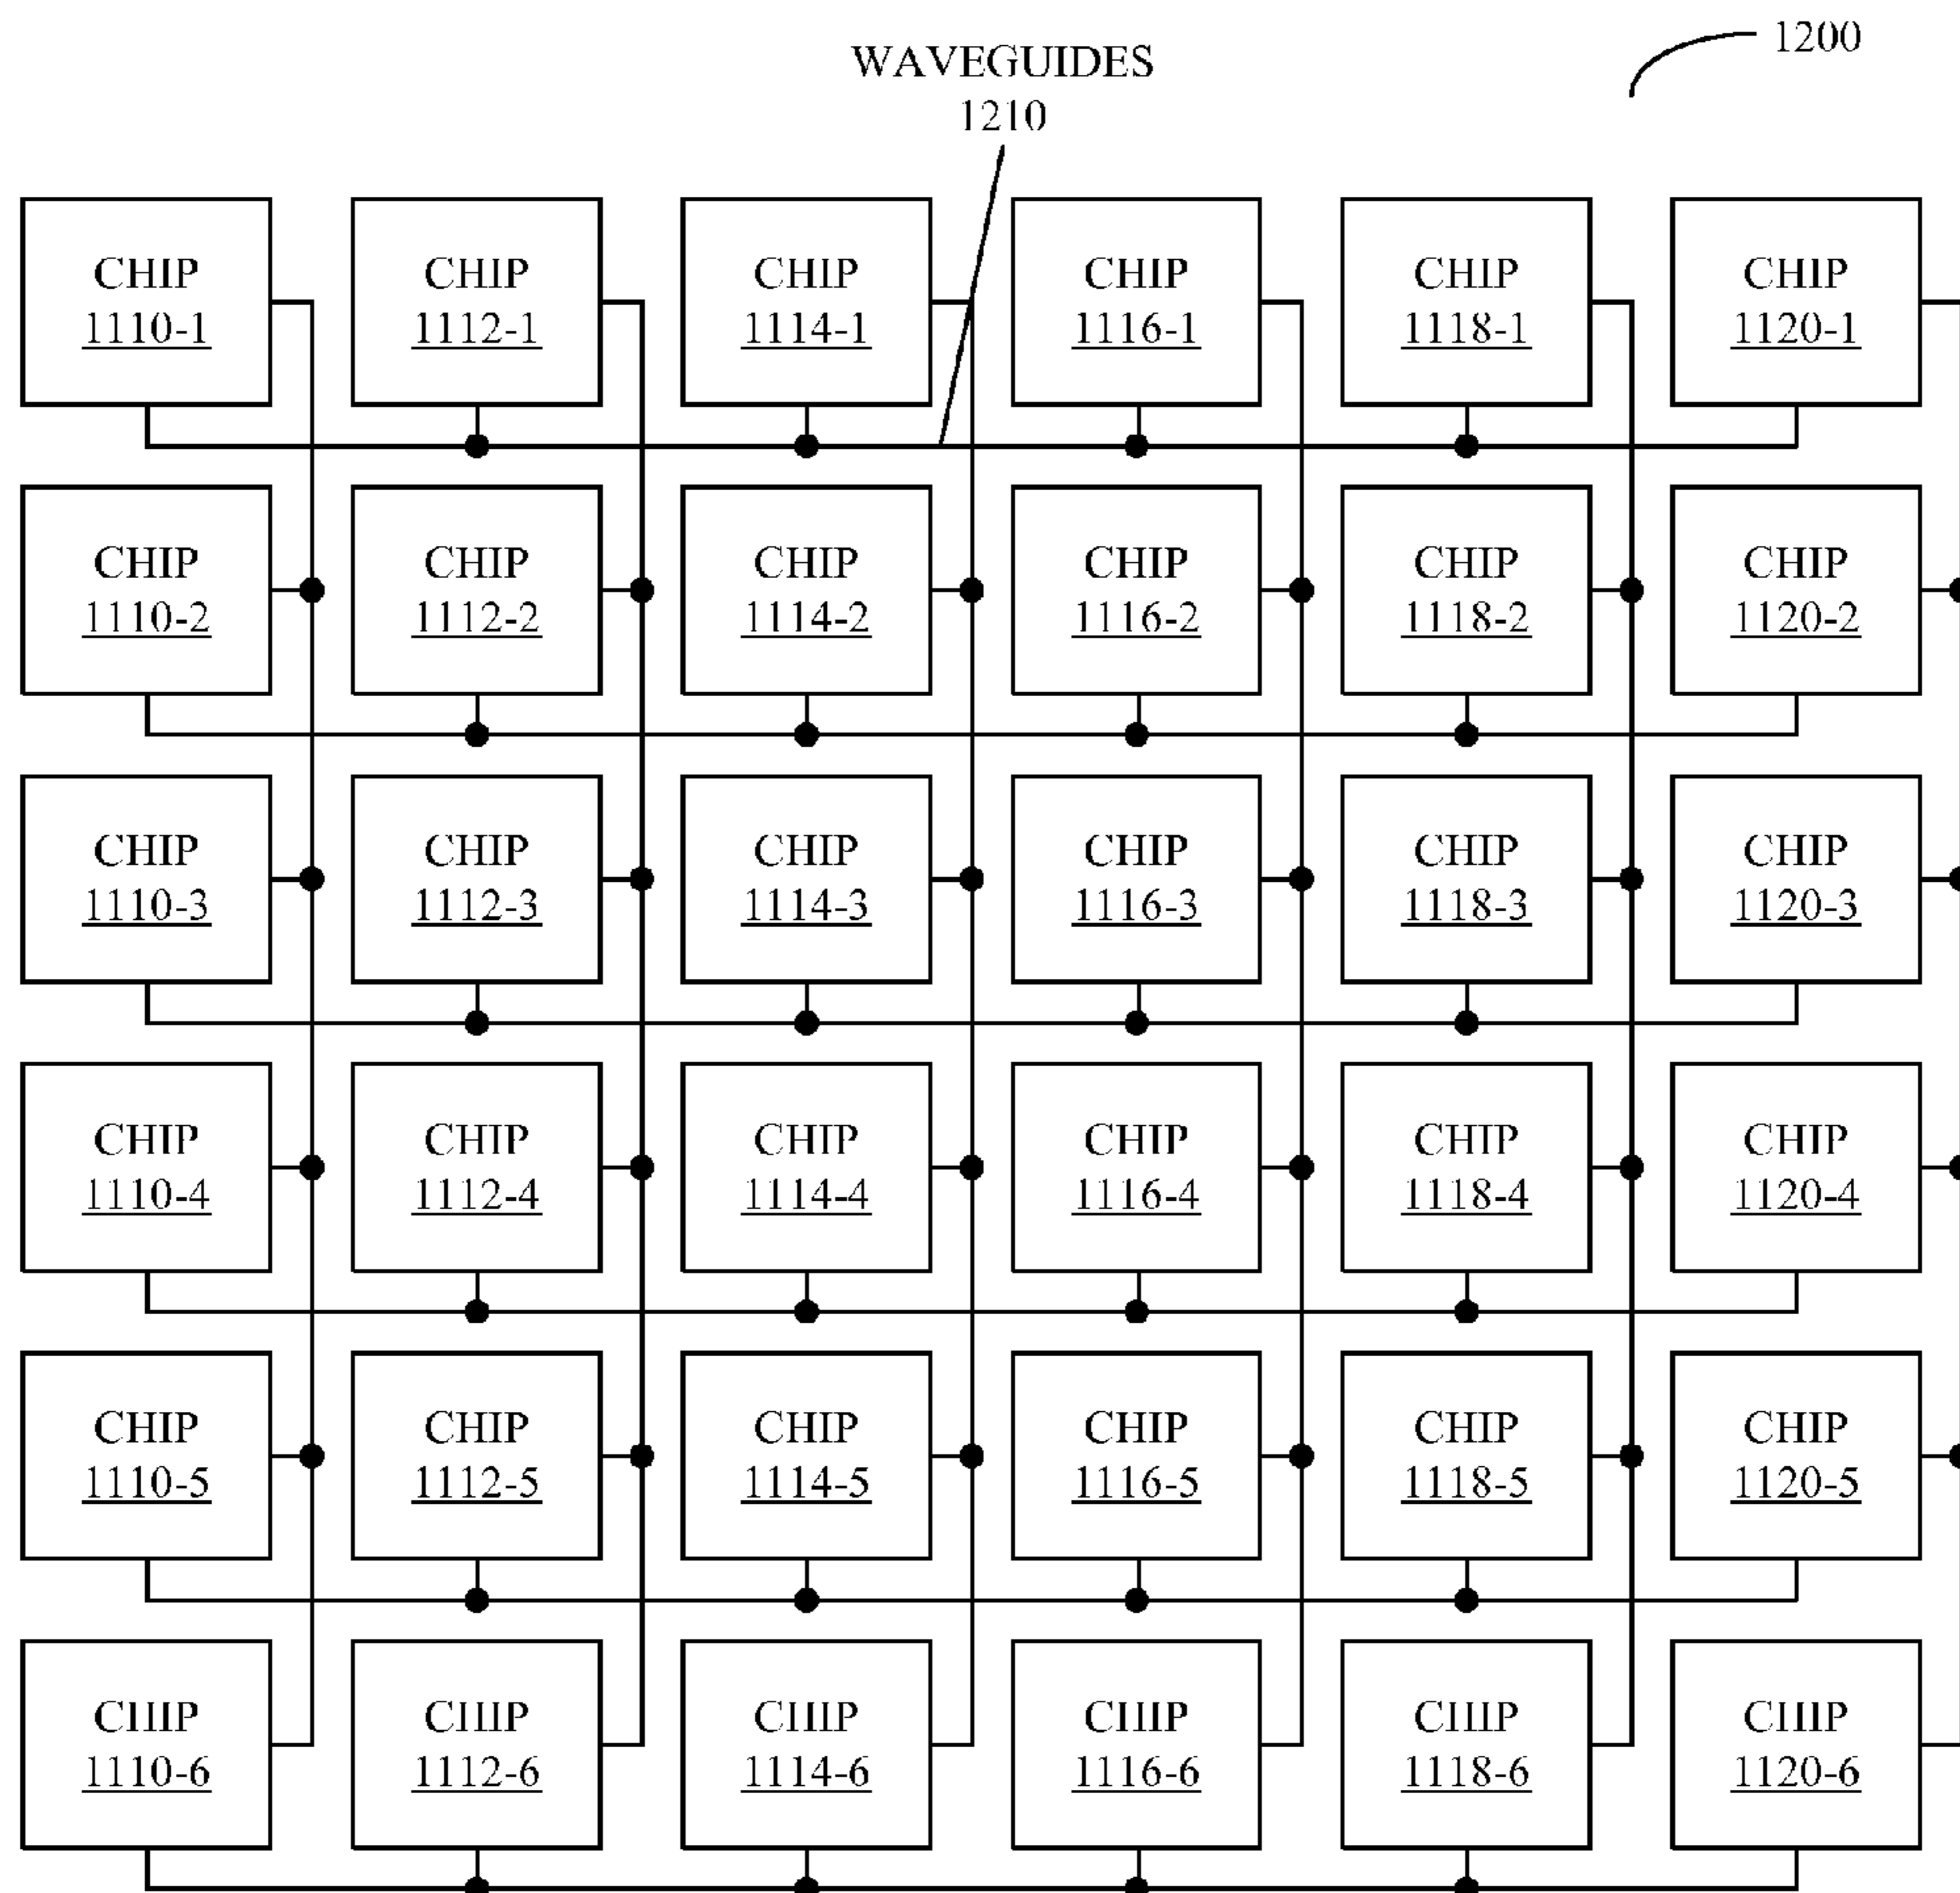 1200
WAVEGUIDES
1210
CHIP
1110-1
CHIP
1112-1
CHIP
1114-1
CHIP
1116-1
CHIP
1118-1
CHIP
1120-1
CHIP
1110-2
CHIP
1112-2
CHIP
1114-2
CHIP
1116-2
CHIP
1118-2
CHIP
1120-2
CHIP
1110-3
CHIP
1112-3
CHIP
1114-3
CHIP
1116-3
CHIP
1118-3
CHIP
1120-3
CHIP
1110-4
CHIP
1112-4
CHIP
1114-4
CHIP
1116-4
CHIP
1118-4
CHIP
1120-4
CHIP
1110-5
CHIP
1112-5
CHIP
1114-5
CHIP
1116-5
CHIP
1118-5
CHIP
1120-5
CHIP
1110-6
CHIP
1112-6
CHIP
1114-6
CHIP
1116-6
CHIP
1118-6
CHIP
1120-6